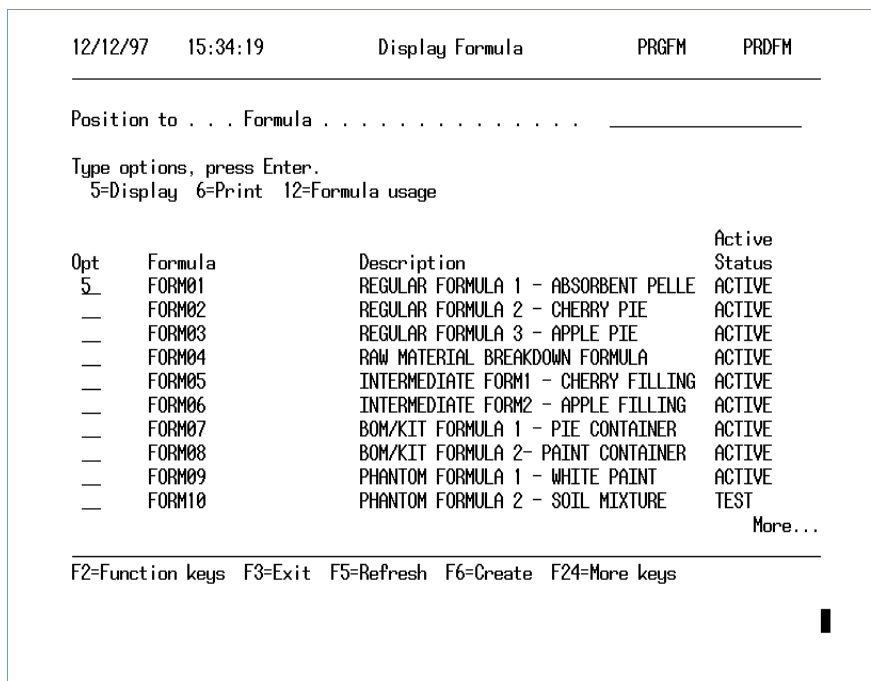 12/12/97 15:34:19 Display Formula PRGFM PRDFM
Position to . . . Formula . . . . . . . . . . . . . .
Type options, press Enter.
5=Display 6=Print 12=Formula usage
Active
Opt Formula Description Status
5 FORM01 REGULAR FORMULA 1 - ABSORBENT PELLE ACTIVE
FORM02 REGULAR FORMULA 2 - CHERRY PIE ACTIVE
FORM03 REGULAR FORMULA 3 - APPLE PIE ACTIVE
FORM04 RAW MATERIAL BREAKDOWN FORMULA ACTIVE
FORM05 INTERMEDIATE FORM1 - CHERRY FILLING ACTIVE
FORM06 INTERMEDIATE FORM2 - APPLE FILLING ACTIVE
FORM07 BOM/KIT FORMULA 1 - PIE CONTAINER ACTIVE
FORM08 BOM/KIT FORMULA 2- PAINT CONTAINER ACTIVE
FORM09 PHANTOM FORMULA 1 - WHITE PAINT ACTIVE
FORM10 PHANTOM FORMULA 2 - SOIL MIXTURE TEST
More...
F2=Function keys F3=Exit F5=Refresh F6=Create F24=More keys